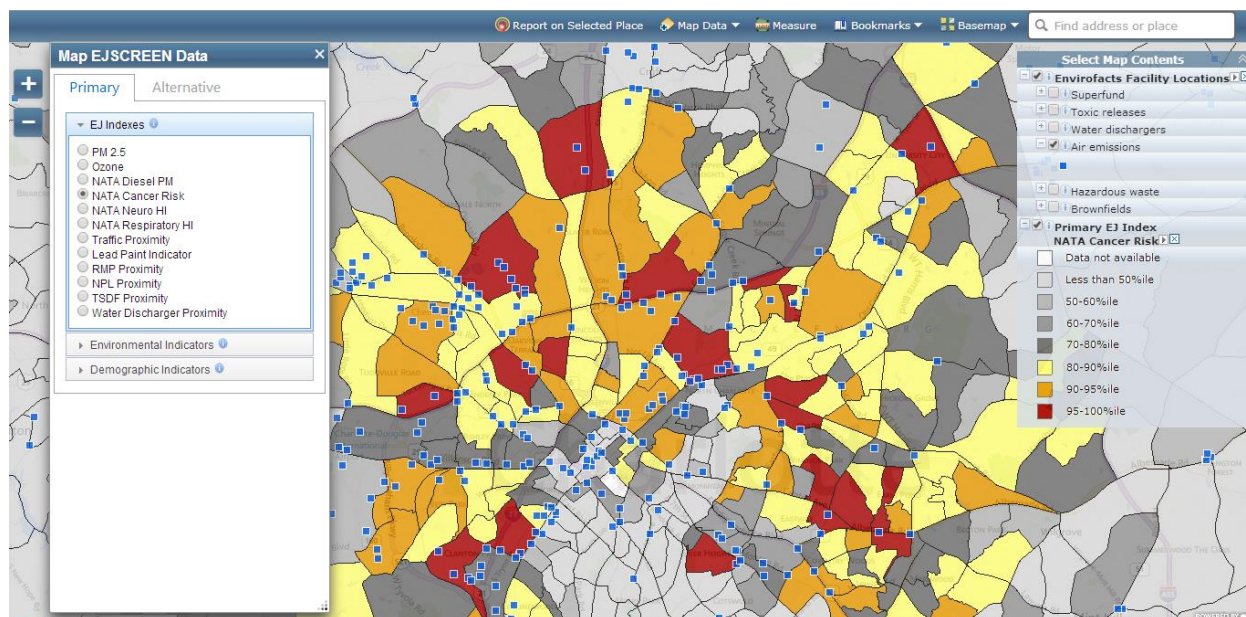 Report on Selected Place
Map Data
Measure
Bookmarks
Basemap
Find address or place
Map EJSCREEN Data
×
Primary
Alternative
EJ Indexes
PM 2.5
Ozone
NATA Diesel PM
NATA Cancer Risk
NATA Neuro HI
NATA Respiratory HI
Traffic Proximity
Lead Paint Indicator
RMP Proximity
NPL Proximity
TSDF Proximity
Water Discharger Proximity
Environmental Indicators
Demographic Indicators
+
−
Select Map Contents
Envirofacts Facility Locations
Superfund
Toxic releases
Water dischargers
Air emissions
Hazardous waste
Brownfields
Primary EJ Index
NATA Cancer Risk
Data not available
Less than 50%ile
50-60%ile
60-70%ile
70-80%ile
80-90%ile
90-95%ile
95-100%ile